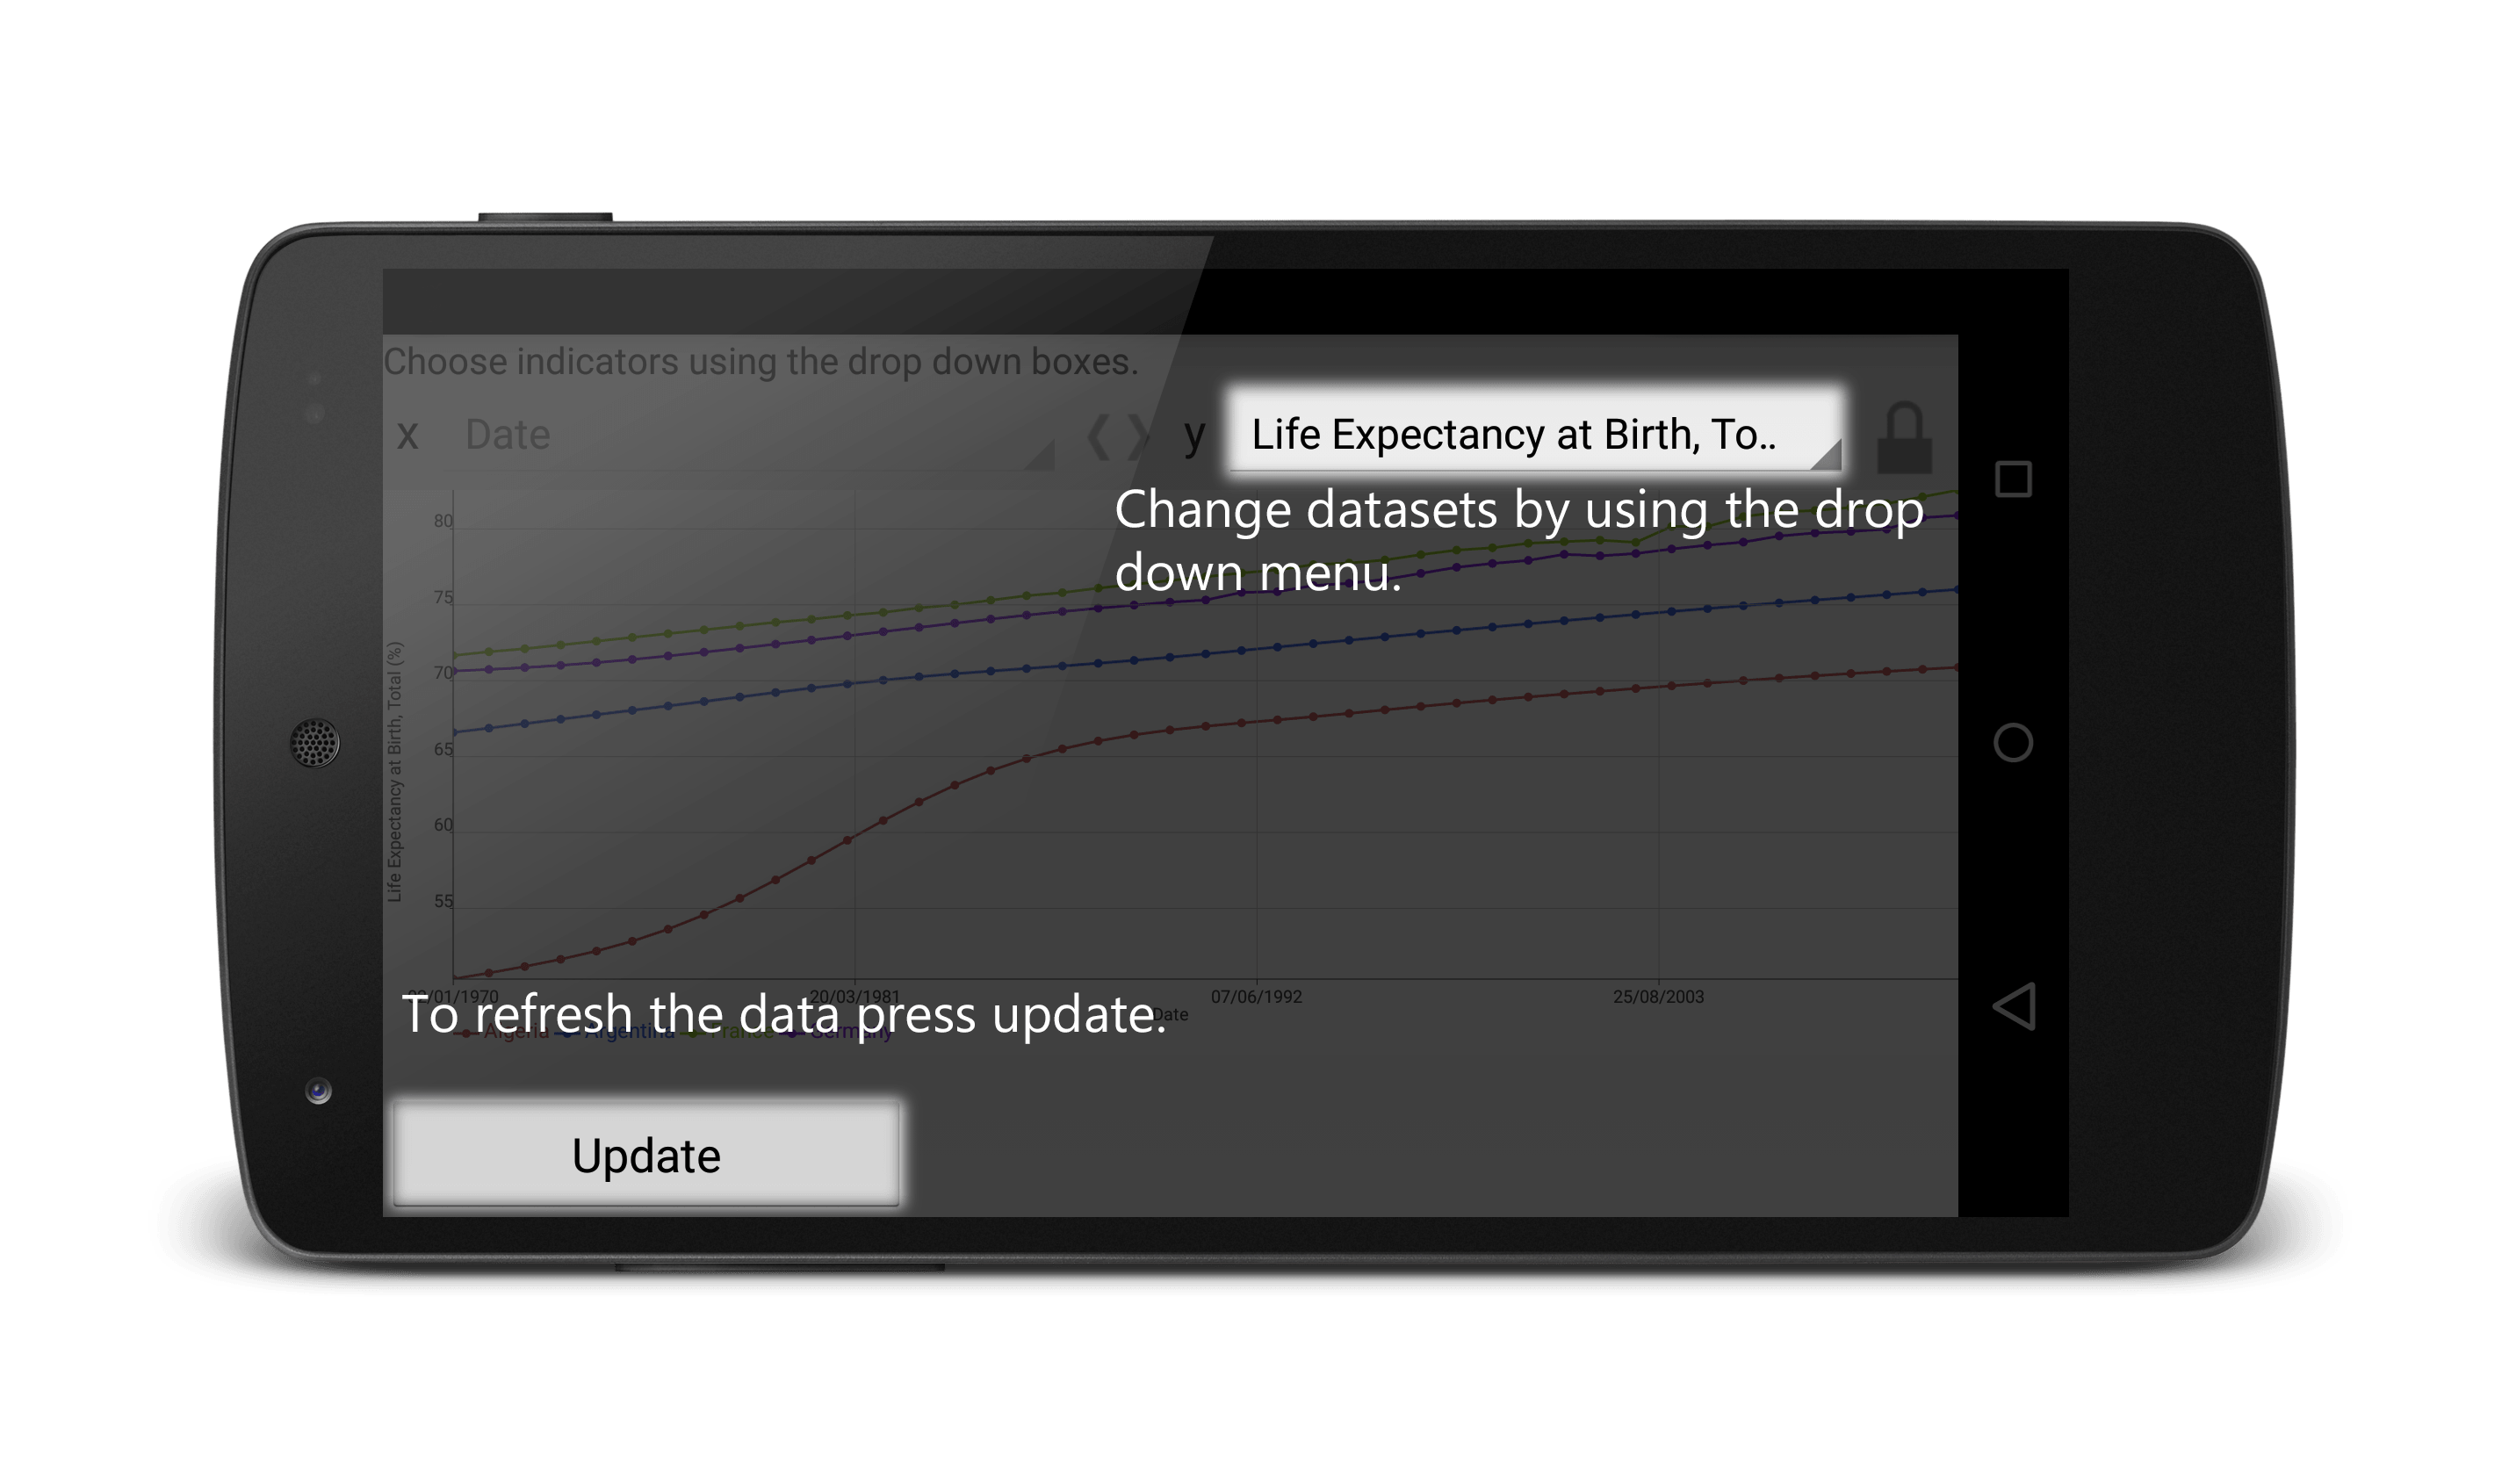 Choose indicators using the drop down boxes.
x Date y Life Expectancy at Birth, To..
Change datasets by using the drop
down menu.
80
75
70
65
60
55
Life Expectancy at Birth, Total (%)
02/01/1970 20/03/1981 07/06/1992 25/08/2003
To refresh the data press update.
Date
Algeria Argentina France Germany
Update